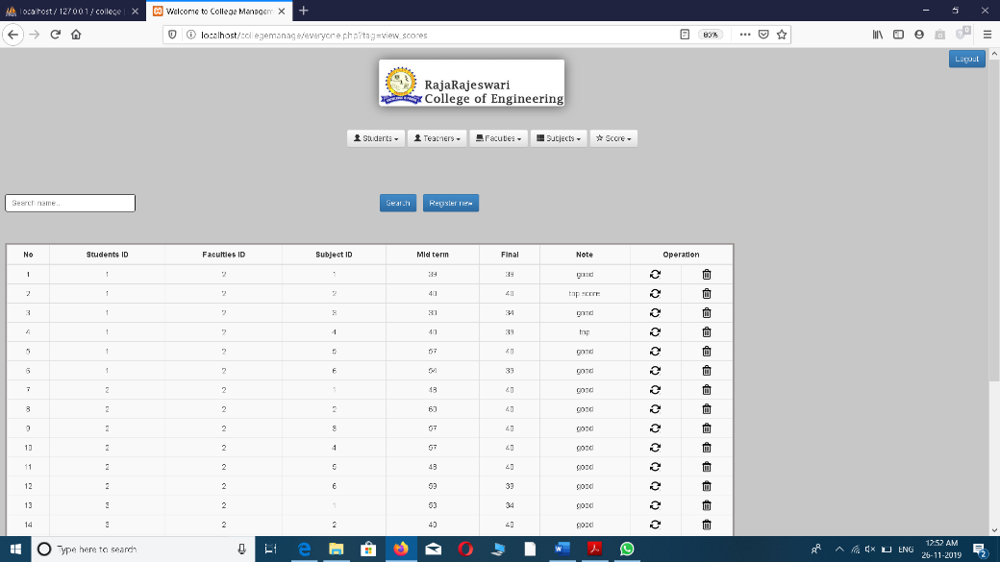 localhost / 127.0.0.1 / college |
Welcome to College Managem
localhost/collegemanage/everyone.php?tag=view_scores
80%
Logout
RajaRajeswari
College of Engineering
Students Teachers Faculties Subjects Score
Search name.. Search Register new
No Students ID Faculties ID Subject ID Mid term Final Note Operation
1 1 2 1 39 39 good
2 1 2 2 40 40 top score
3 1 2 3 30 34 good
4 1 2 4 40 39 top
5 1 2 5 57 40 good
6 1 2 6 54 39 good
7 2 2 1 48 40 good
8 2 2 2 60 40 good
9 2 2 3 57 40 good
10 2 2 4 57 40 good
11 2 2 5 48 40 good
12 2 2 6 59 39 good
13 3 2 1 53 34 good
14 3 2 2 40 40 good
Type here to search
ENG
12:52 AM
26-11-2019
2